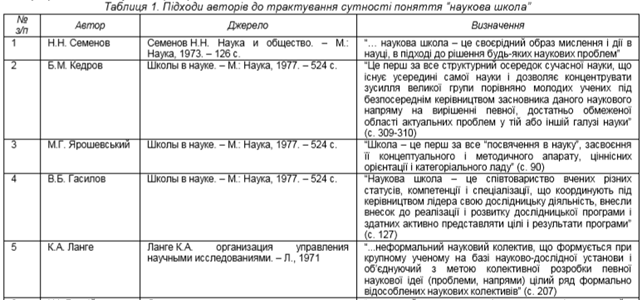 Таблиця 1. Підходи авторів до трактування сутності поняття "наукова школа"
№ з/п Автор Джерело Визначення
1 Н.Н. Семенов Семенов Н.Н. Наука и общество. – М.: "... наукова школа – це своєрідний образ мислення і дії в
Наука, 1973. – 126 с. науці, в підході до рішення будь-яких наукових проблем"
2 Б.М. Кедров Школы в науке. – М.: Наука, 1977. – 524 с. "Це перш за все структурний осередок сучасної науки, що
існує усередині самої науки і дозволяє концентрувати
зусилля великої групи порівняно молодих учених під
безпосереднім керівництвом засновника даного наукового
напряму на вирішенні певної, достатньо обмеженої
області актуальних проблем у тій або іншій галузі науки"
(с. 309-310)
3 М.Г. Ярошевський Школы в науке. – М.: Наука, 1977. – 524 с. "Школа – це перш за все "посвячення в науку", засвоєння
її концептуального і методичного апарату, ціннісних
орієнтації і категоріального ладу" (с. 90)
4 В.Б. Гасилов Школы в науке. – М.: Наука, 1977. – 524 с. "Наукова школа – це співтовариство вчених різних
статусів, компетенції і спеціалізації, що координують під
керівництвом лідера свою дослідницьку діяльність, внесли
внесок до реалізації і розвитку дослідницької програми і
здатних активно представляти цілі і результати програми"
(с. 127)
5 К.А. Ланге Ланге К.А. организация управления "...неформальний науковий колектив, що формується при
научными исследованиями. – Л., 1971 крупному ученому на базі науково-дослідної установи і
об'єднуючий з метою колективної розробки певної
наукової ідеї (проблеми, напрями) цілий ряд формально
відособлених наукових колективів" (с. 207)